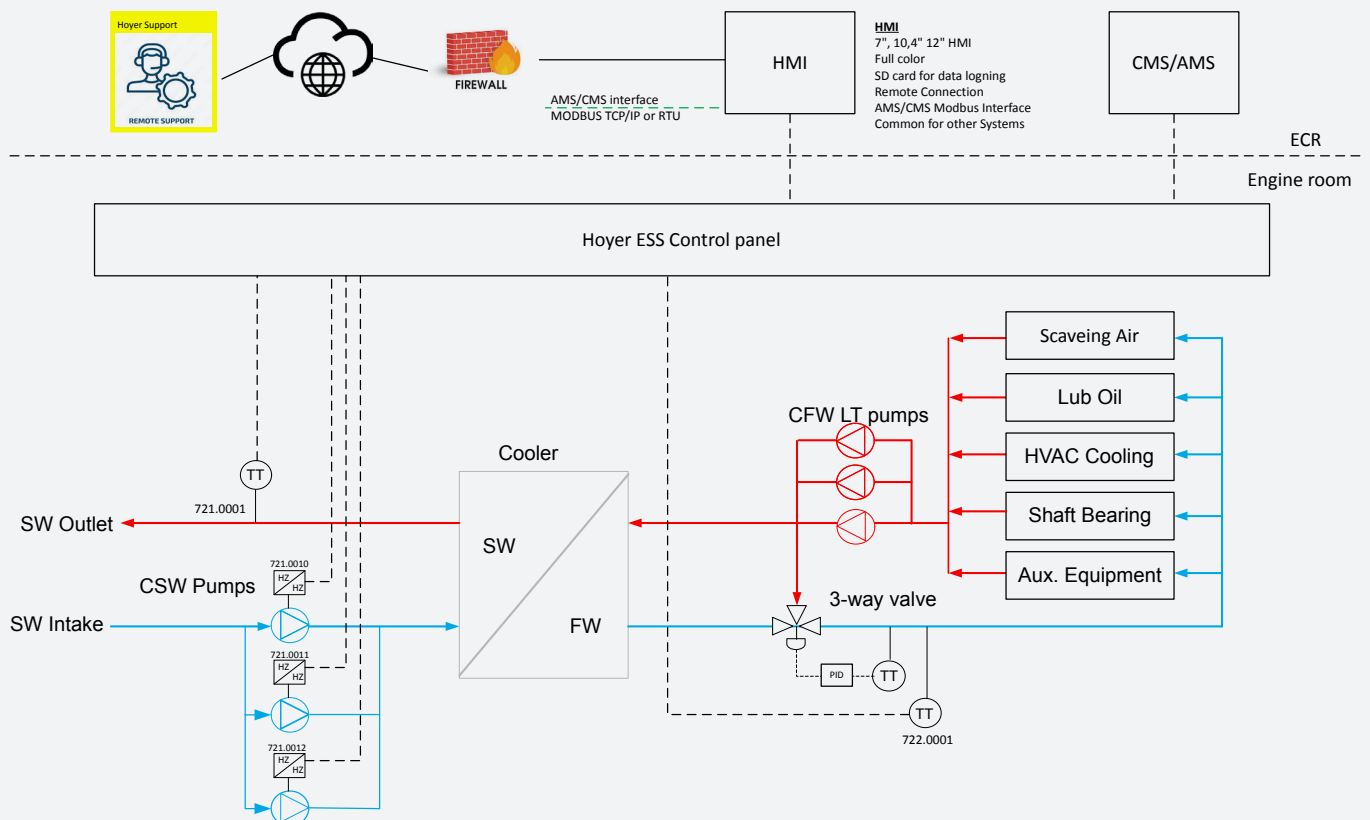 Hoyer Support
REMOTE SUPPORT
FIREWALL
AMS/CMS interface
MODBUS TCP/IP or RTU
HMI
HMI
7", 10,4" 12" HMI
Full color
SD card for data logning
Remote Connection
AMS/CMS Modbus Interface
Common for other Systems
CMS/AMS
ECR
Engine room
Hoyer ESS Control panel
Scaveing Air
Lub Oil
HVAC Cooling
Shaft Bearing
Aux. Equipment
CFW LT pumps
Cooler
TT
721.0001
SW Outlet
SW
FW
721.0010
HZ
HZ
CSW Pumps
SW Intake
3-way valve
PID
TT
TT
722.0001
721.0011
HZ
HZ
721.0012
HZ
HZ